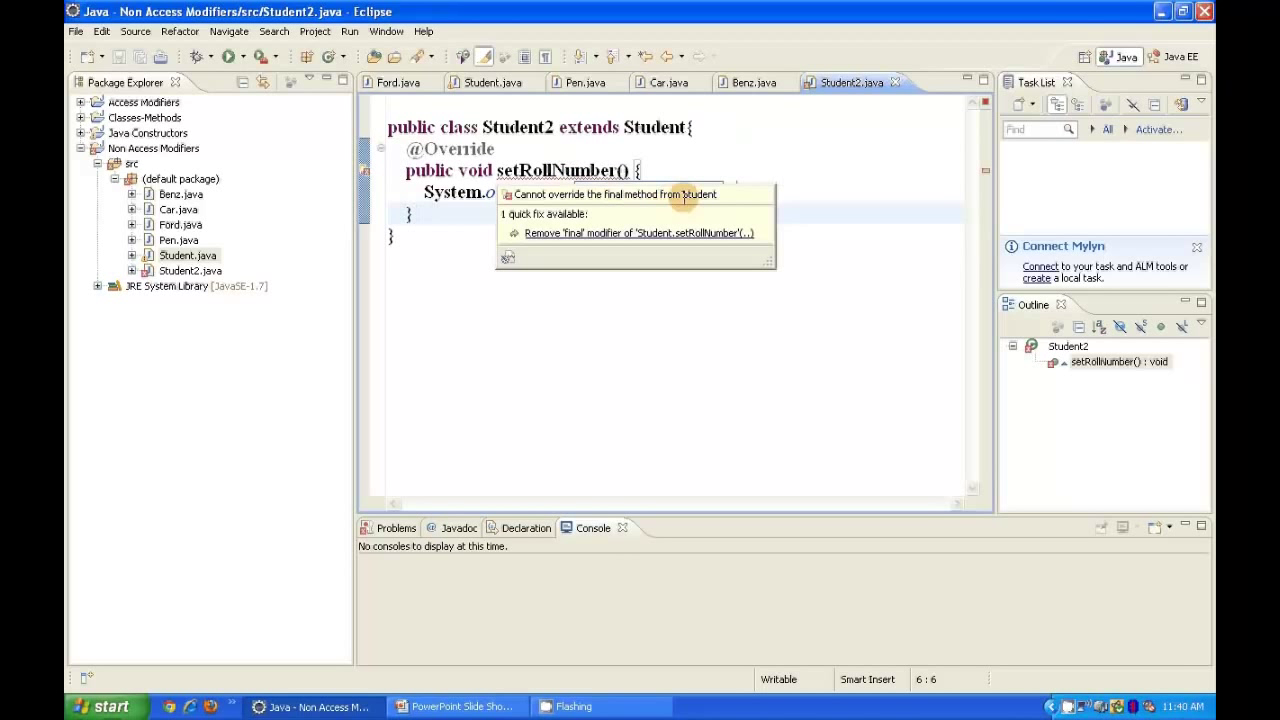 Java - Non Access Modifiers/src/Student2.java - Eclipse
File Edit Source Refactor Navigate Search Project Run Window Help
Java Java EE
Package Explorer
Access Modifiers
Classes-Methods
Java Constructors
Non Access Modifiers
src
(default package)
Benz.java
Car.java
Ford.java
Pen.java
Student.java
Student2.java
JRE System Library [JavaSE-1.7]
Ford.java Student.java Pen.java Car.java Benz.java Student2.java
public class Student2 extends Student{
@Override
public void setRollNumber() {
System.o
}
}
Cannot override the final method from Student
1 quick fix available:
Remove 'final' modifier of 'Student.setRollNumber'(..)
Task List
Find All Activate...
Connect Mylyn
Connect to your task and ALM tools or
create a local task.
Outline
Student2
setRollNumber() : void
Problems @ Javadoc Declaration Console
No consoles to display at this time.
Writable Smart Insert 6 : 6
start Java - Non Access M... PowerPoint Slide Sho... Flashing 11:40 AM